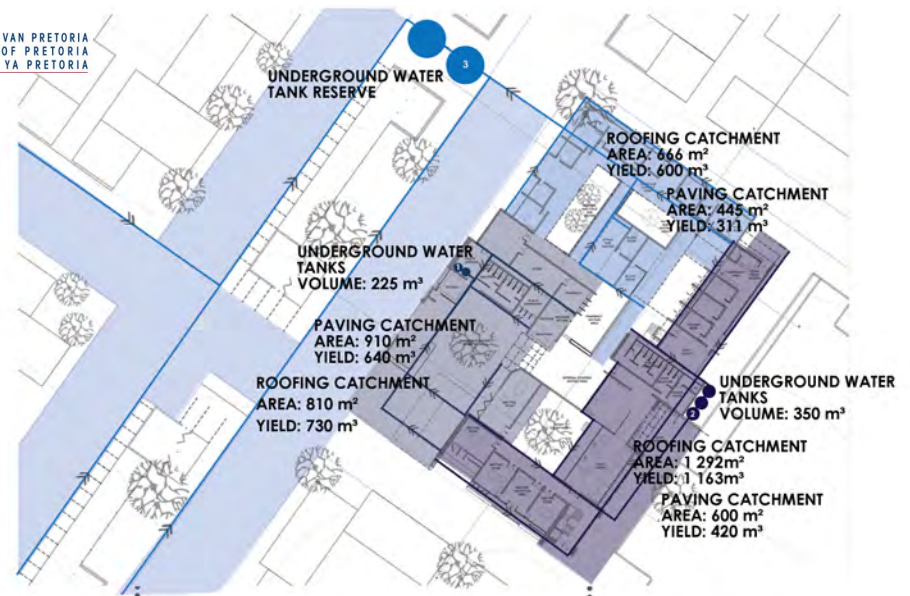 VAN PRETORIA
OF PRETORIA
YA PRETORIA
3
UNDERGROUND WATER
TANK RESERVE
ROOFING CATCHMENT
AREA: 666 m²
YIELD: 600 m³
PAVING CATCHMENT
AREA: 445 m²
YIELD: 311 m³
UNDERGROUND WATER
TANKS
VOLUME: 225 m³
1
PAVING CATCHMENT
AREA: 910 m²
YIELD: 640 m³
ROOFING CATCHMENT
AREA: 810 m²
YIELD: 730 m³
UNDERGROUND WATER
TANKS
VOLUME: 350 m³
2
ROOFING CATCHMENT
AREA: 1 292m²
YIELD: 1 163m³
PAVING CATCHMENT
AREA: 600 m²
YIELD: 420 m³